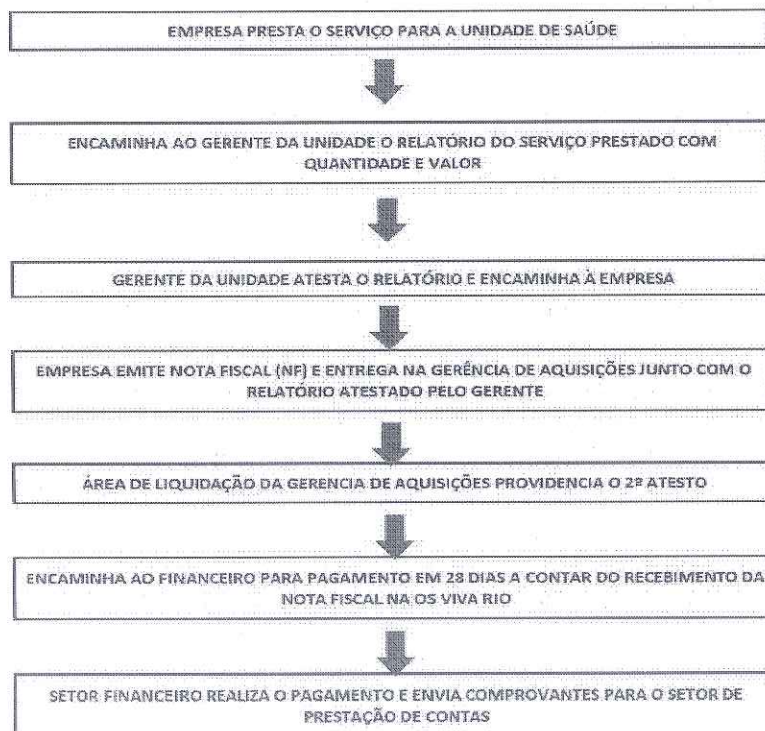 EMPRESA PRESTA O SERVIÇO PARA A UNIDADE DE SAÚDE
ENCAMINHA AO GERENTE DA UNIDADE O RELATÓRIO DO SERVIÇO PRESTADO COM
QUANTIDADE E VALOR
GERENTE DA UNIDADE ATESTA O RELATÓRIO E ENCAMINHA À EMPRESA
EMPRESA EMITE NOTA FISCAL (NF) E ENTREGA NA GERÊNCIA DE AQUISIÇÕES JUNTO COM O
RELATÓRIO ATESTADO PELO GERENTE
ÁREA DE LIQUIDAÇÃO DA GERENCIA DE AQUISIÇÕES PROVIDENCIA O 2º ATESTO
ENCAMINHA AO FINANCEIRO PARA PAGAMENTO EM 28 DIAS A CONTAR DO RECEBIMENTO DA
NOTA FISCAL NA OS VIVA RIO
SETOR FINANCEIRO REALIZA O PAGAMENTO E ENVIA COMPROVANTES PARA O SETOR DE
PRESTAÇÃO DE CONTAS